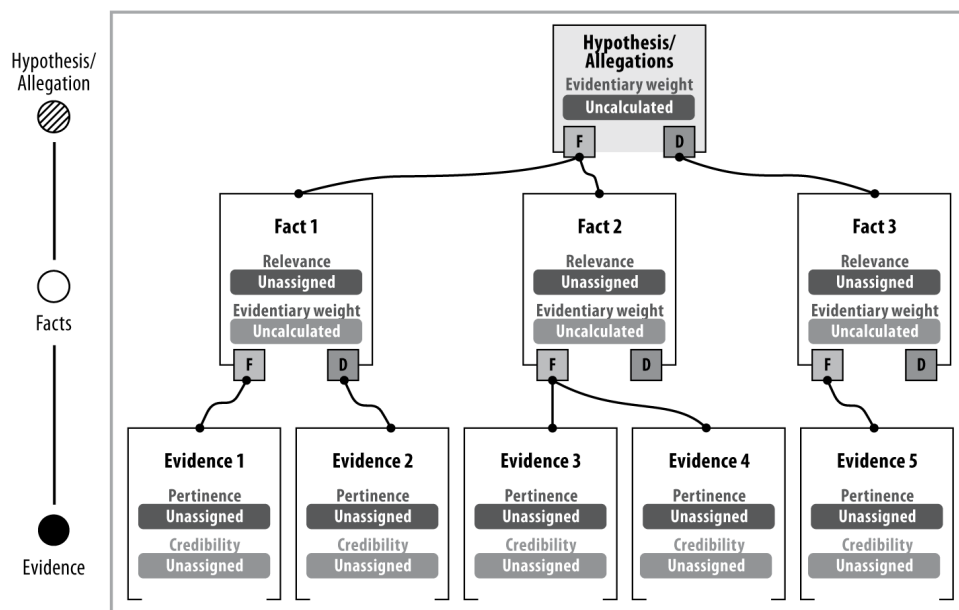 Hypothesis/
Allegation
Facts
Evidence
Hypothesis/
Allegations
Evidentiary weight
Uncalculated
F
D
Fact 1
Relevance
Unassigned
Evidentiary weight
Uncalculated
F
D
Fact 2
Relevance
Unassigned
Evidentiary weight
Uncalculated
F
D
Fact 3
Relevance
Unassigned
Evidentiary weight
Uncalculated
F
D
Evidence 1
Pertinence
Unassigned
Credibility
Unassigned
Evidence 2
Pertinence
Unassigned
Credibility
Unassigned
Evidence 3
Pertinence
Unassigned
Credibility
Unassigned
Evidence 4
Pertinence
Unassigned
Credibility
Unassigned
Evidence 5
Pertinence
Unassigned
Credibility
Unassigned